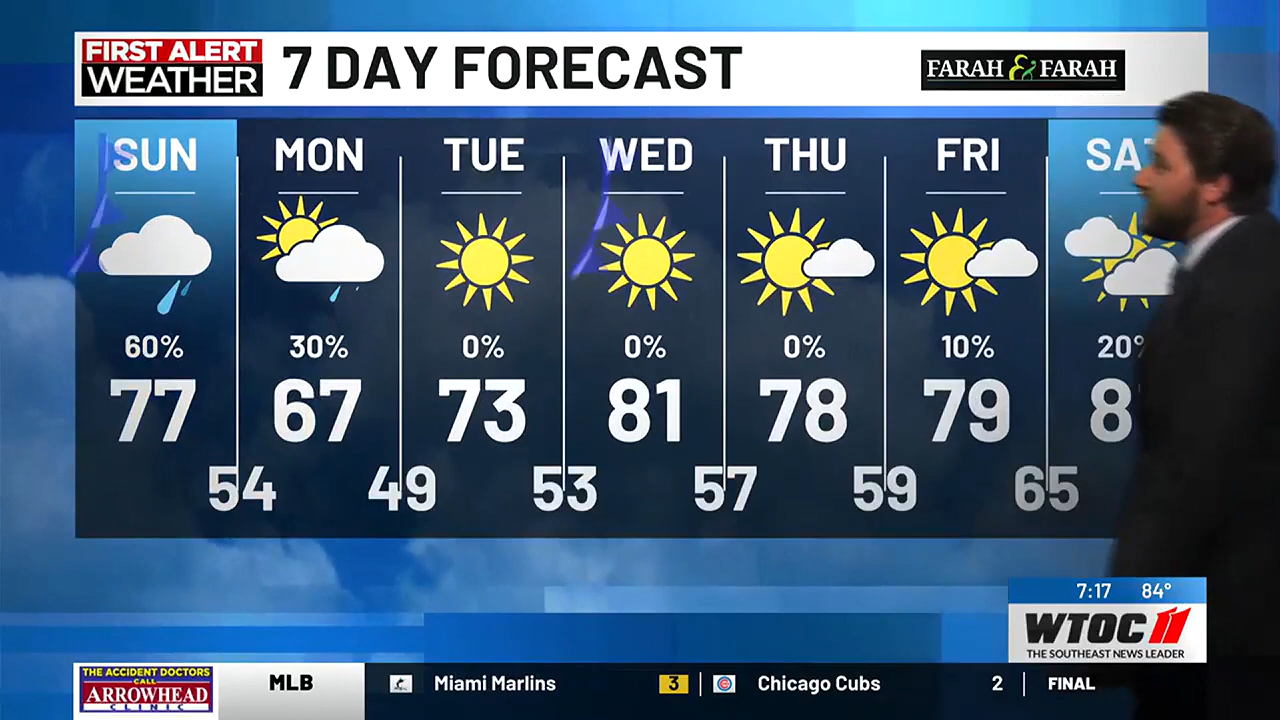 FIRST ALERT
WEATHER
7 DAY FORECAST
FARAH & FARAH
SUN MON TUE WED THU FRI
60% 30% 0% 0% 0% 10%
77 67 73 81 78 79
54 49 53 57 59 65
7:17 84°
WTOC 11
THE SOUTHEAST NEWS LEADER
THE ACCIDENT DOCTORS
CALL
ARROWHEAD
CLINIC
MLB Miami Marlins 3 Chicago Cubs 2 FINAL